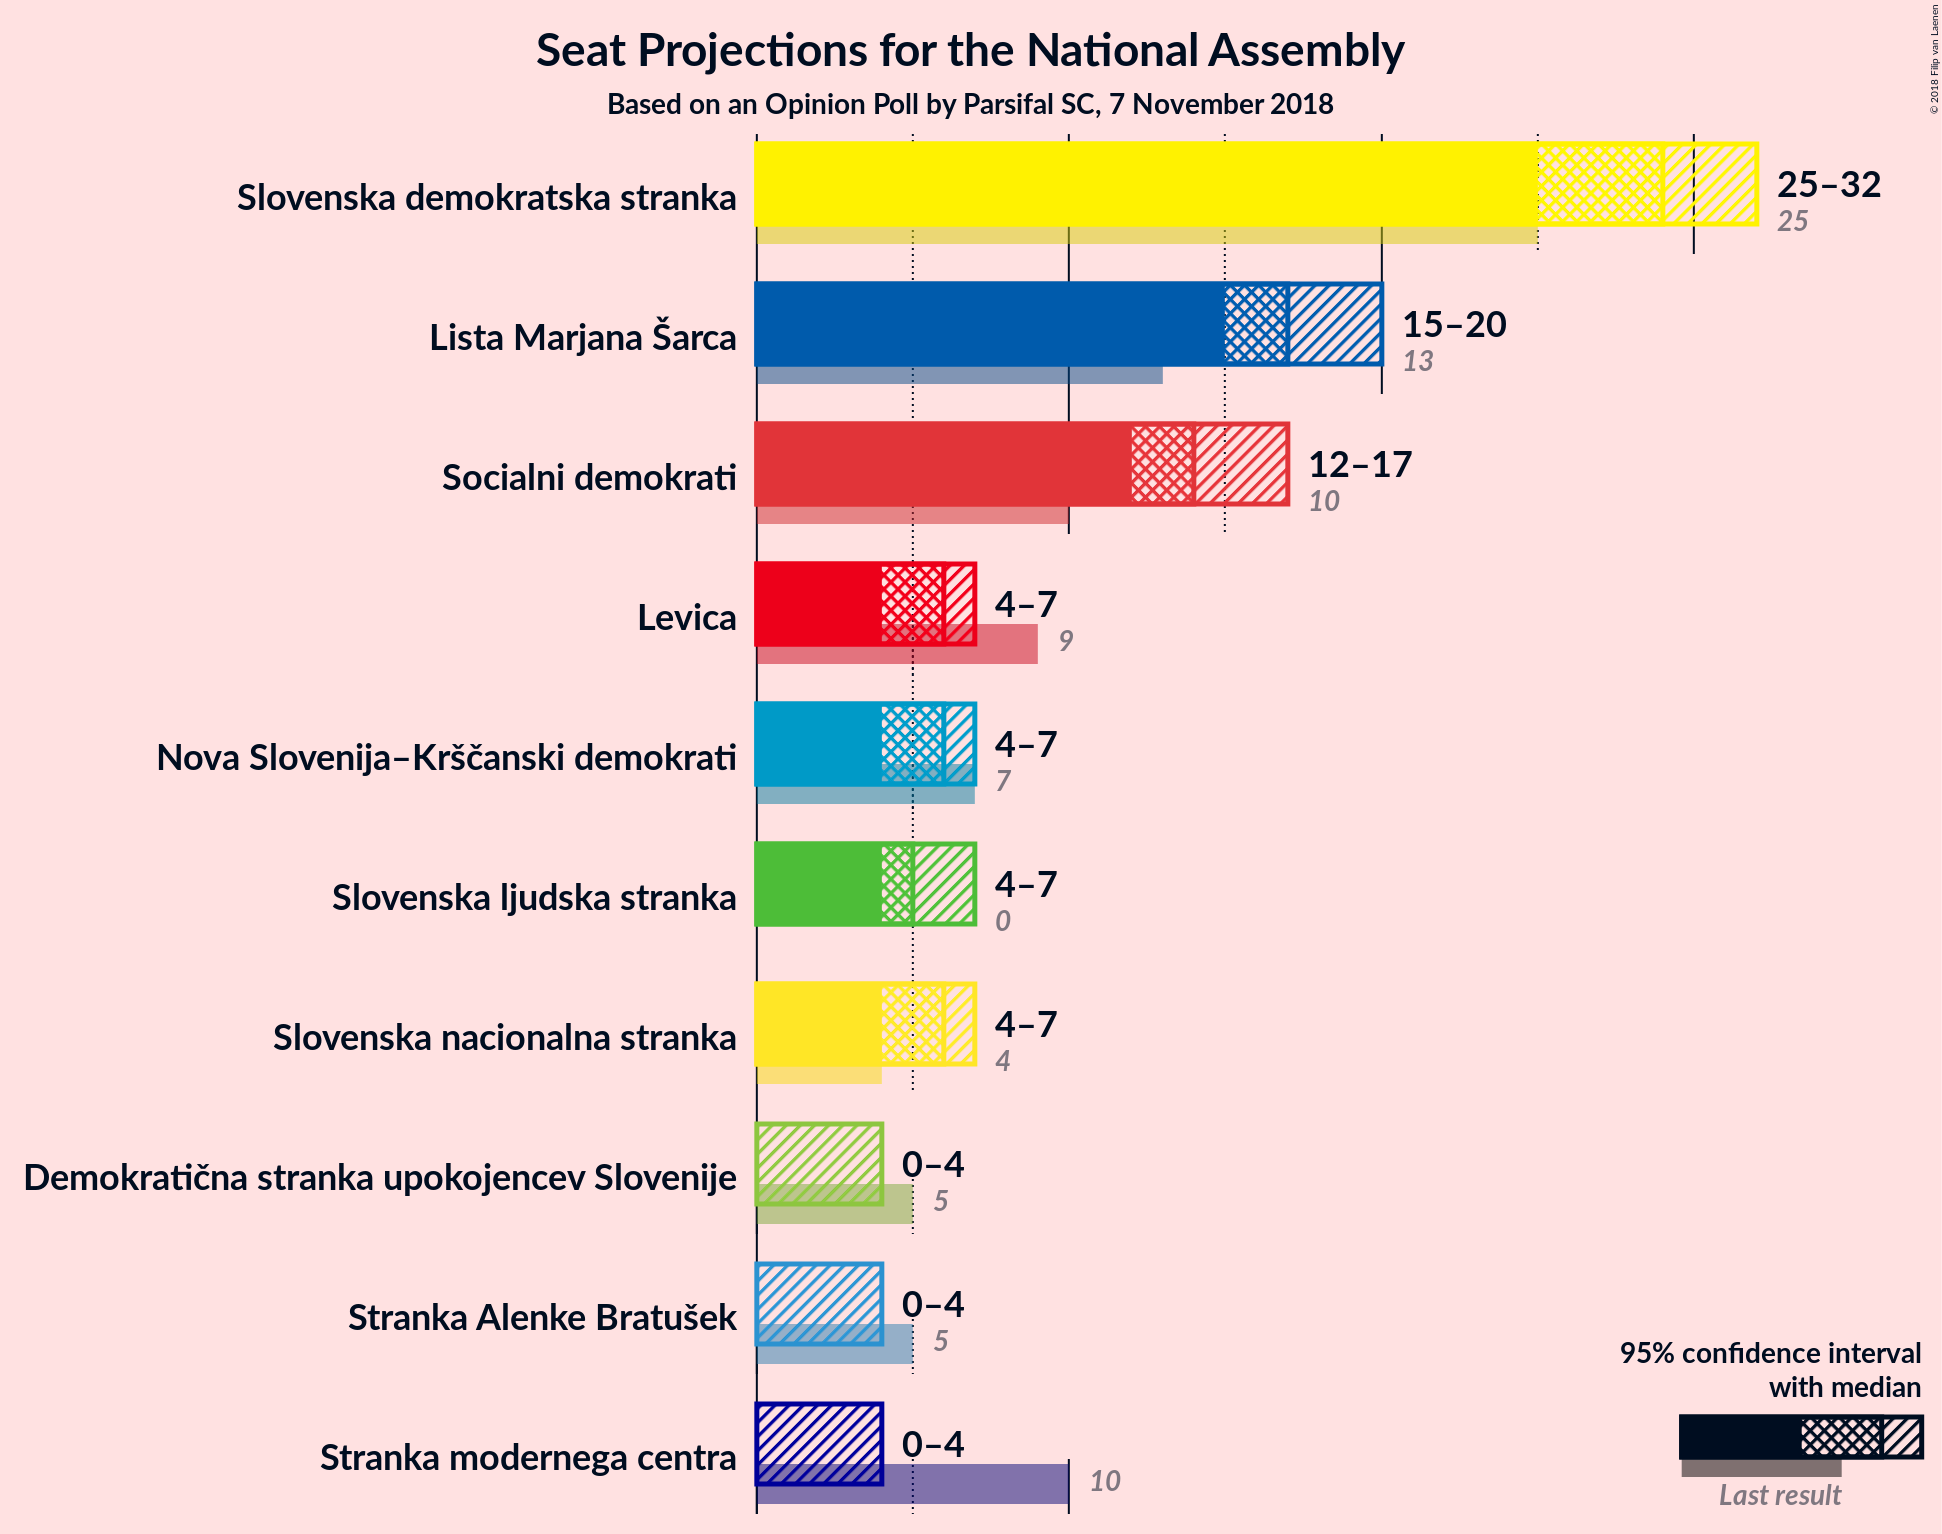 Seat Projections for the National Assembly
Based on an Opinion Poll by Parsifal SC, 7 November 2018
© 2018 Filip van Laenen
Slovenska demokratska stranka
25–32
25
Lista Marjana Šarca
15–20
13
Socialni demokrati
12–17
10
Levica
4–7
9
Nova Slovenija–Krščanski demokrati
4–7
7
Slovenska ljudska stranka
4–7
0
Slovenska nacionalna stranka
4–7
4
Demokratična stranka upokojencev Slovenije
0–4
5
Stranka Alenke Bratušek
0–4
5
Stranka modernega centra
0–4
10
95% confidence interval
with median
Last result